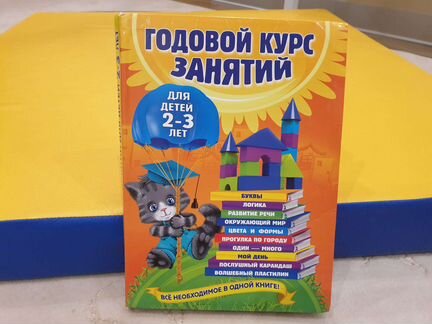 ГОДОВОЙ КУРС
ЗАНЯТИЙ
ДЛЯ
ДЕТЕЙ
2-3
ЛЕТ
БУКВЫ
ЛОГИКА
РАЗВИТИЕ РЕЧИ
ОКРУЖАЮЩИЙ МИР
ЦВЕТА И ФОРМЫ
ПРОГУЛКА ПО ГОРОДУ
ОДИН — МНОГО
МОЙ ДЕНЬ
ПОСЛУШНЫЙ КАРАНДАШ
ВОЛШЕБНЫЙ ПЛАСТИЛИН
ВСЁ НЕОБХОДИМОЕ В ОДНОЙ КНИГЕ!